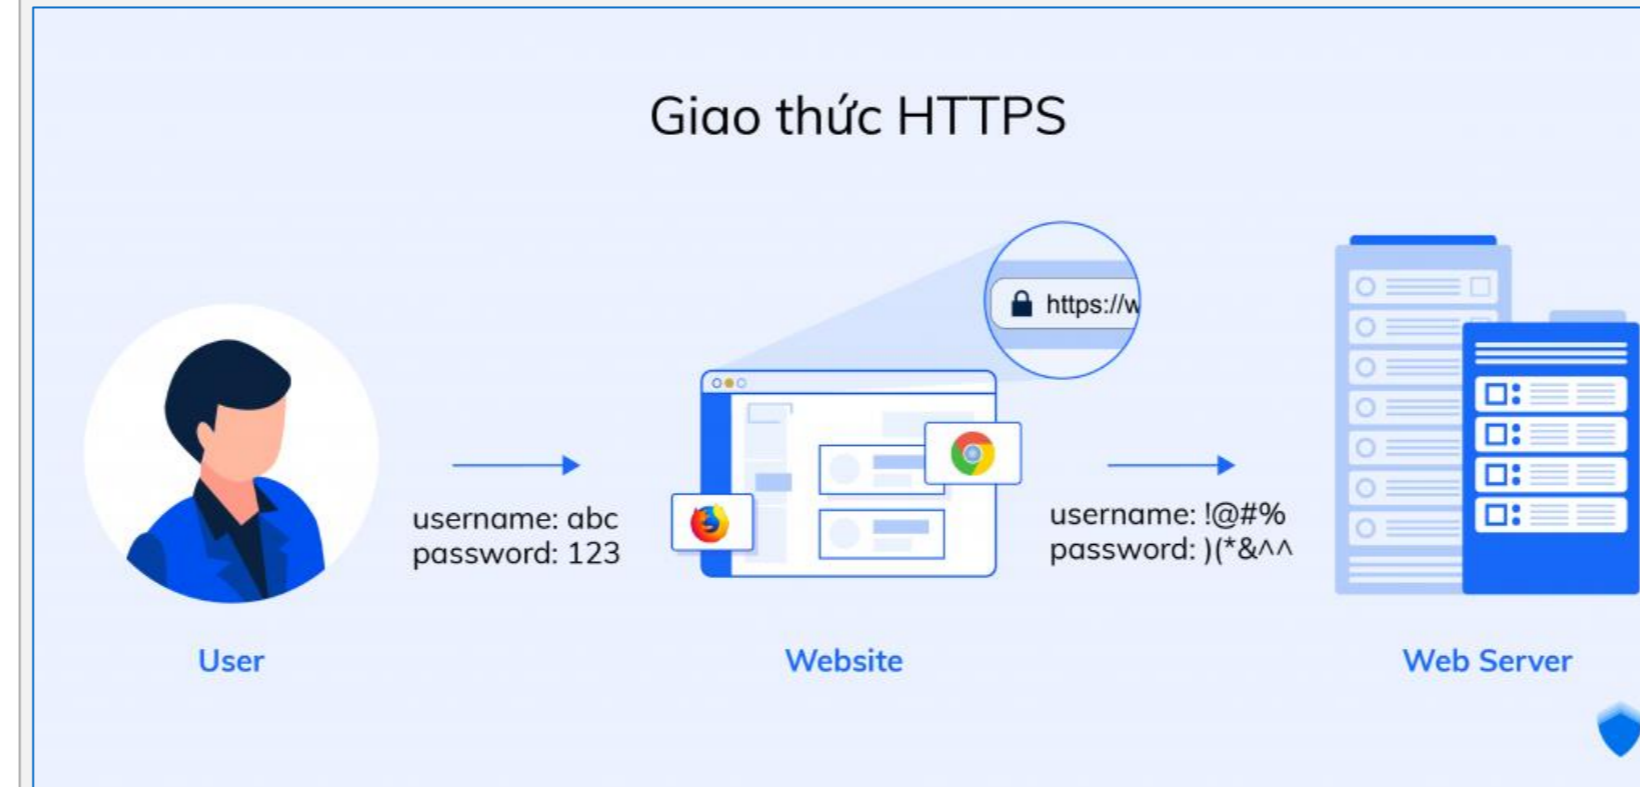 Giao thức HTTPS
https://w
username: abc
password: 123
username: !@#%
password: )(*&^^
User
Website
Web Server